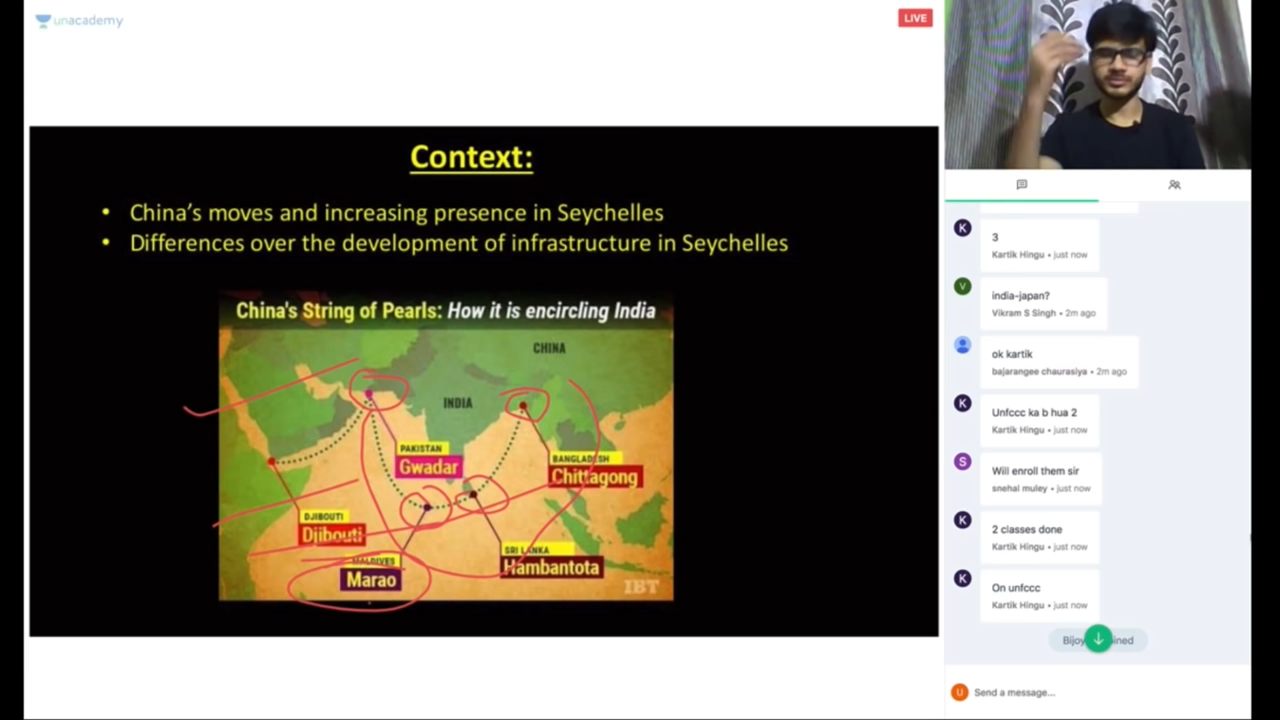 unacademy
LIVE
Context:
• China's moves and increasing presence in Seychelles
• Differences over the development of infrastructure in Seychelles
China's String of Pearls: How it is encircling India
CHINA
INDIA
PAKISTAN
Gwadar
BANGLADESH
Chittagong
DJIBOUTI
Djibouti
MALDIVES
Marao
SRI LANKA
Hambantota
IBT
K
3
Kartik Hingu • just now
V
india-japan?
Vikram S Singh • 2m ago
ok kartik
bajarangee chaurasiya • 2m ago
K
Unfccc ka b hua 2
Kartik Hingu • just now
S
Will enroll them sir
snehal muley • just now
K
2 classes done
Kartik Hingu • just now
K
On unfccc
Kartik Hingu • just now
U
Send a message...